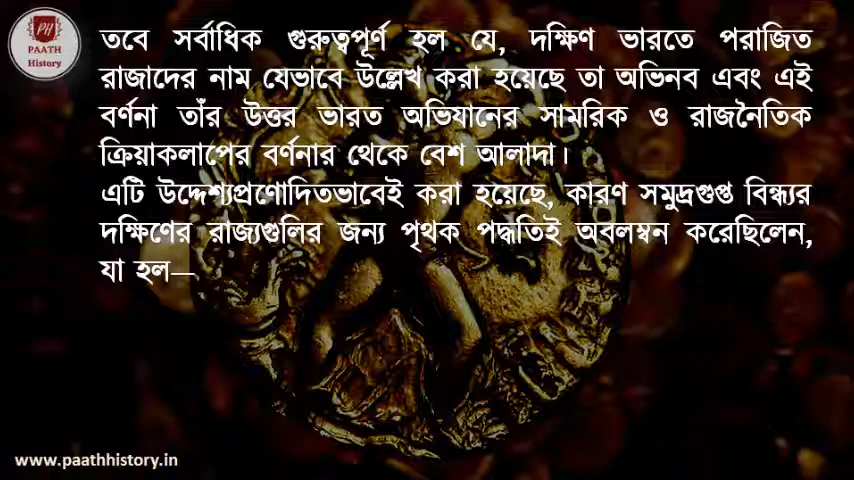 PH
PAATH
History
তবে সর্বাধিক গুরুত্বপূর্ণ হল যে, দক্ষিণ ভারতে পরাজিত
রাজাদের নাম যেভাবে উল্লেখ করা হয়েছে তা অভিনব এবং এই
বর্ণনা তাঁর উত্তর ভারত অভিযানের সামরিক ও রাজনৈতিক
ক্রিয়াকলাপের বর্ণনার থেকে বেশ আলাদা।
এটি উদ্দেশ্যপ্রণোদিতভাবেই করা হয়েছে, কারণ সমুদ্রগুপ্ত বিন্ধ্যর
দক্ষিণের রাজ্যগুলির জন্য পৃথক পদ্ধতিই অবলম্বন করেছিলেন,
যা হল—
www.paathhistory.in